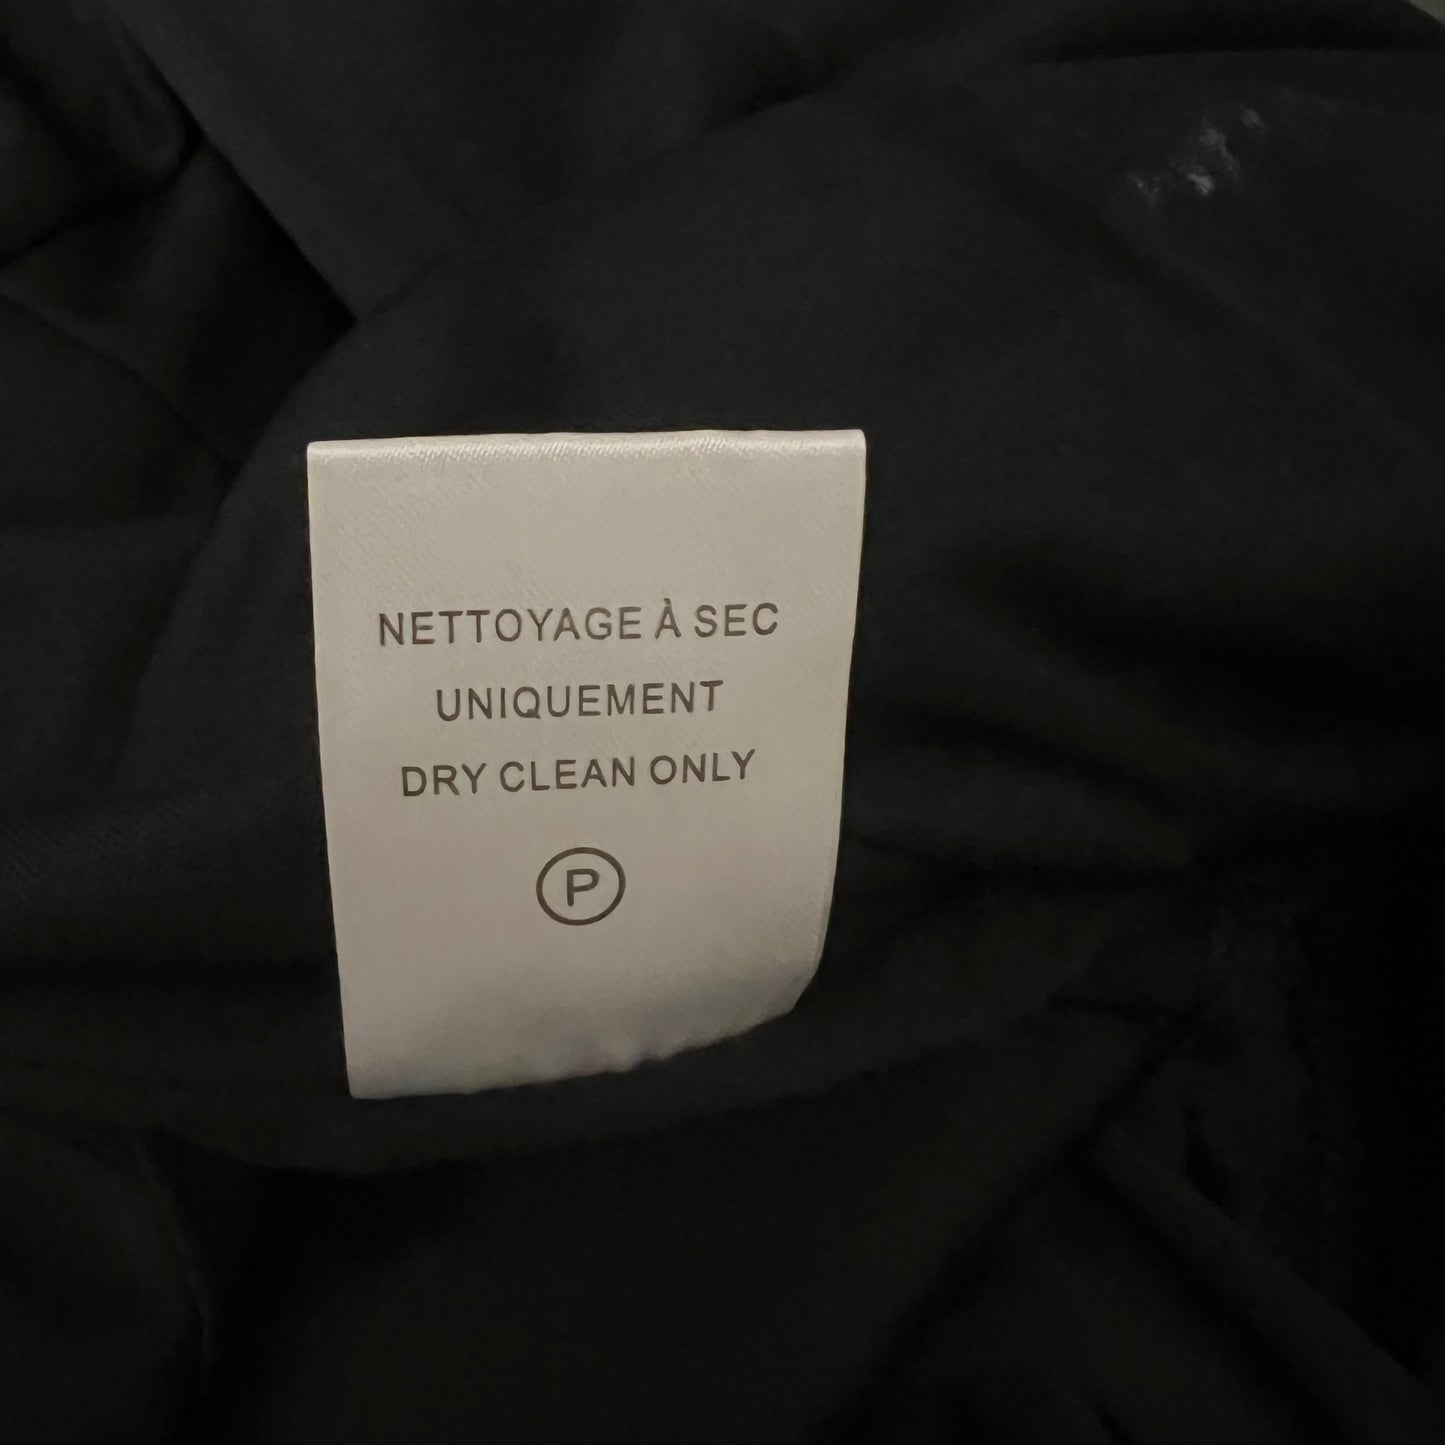 NETTOYAGE À SEC
UNIQUEMENT
DRY CLEAN ONLY
P